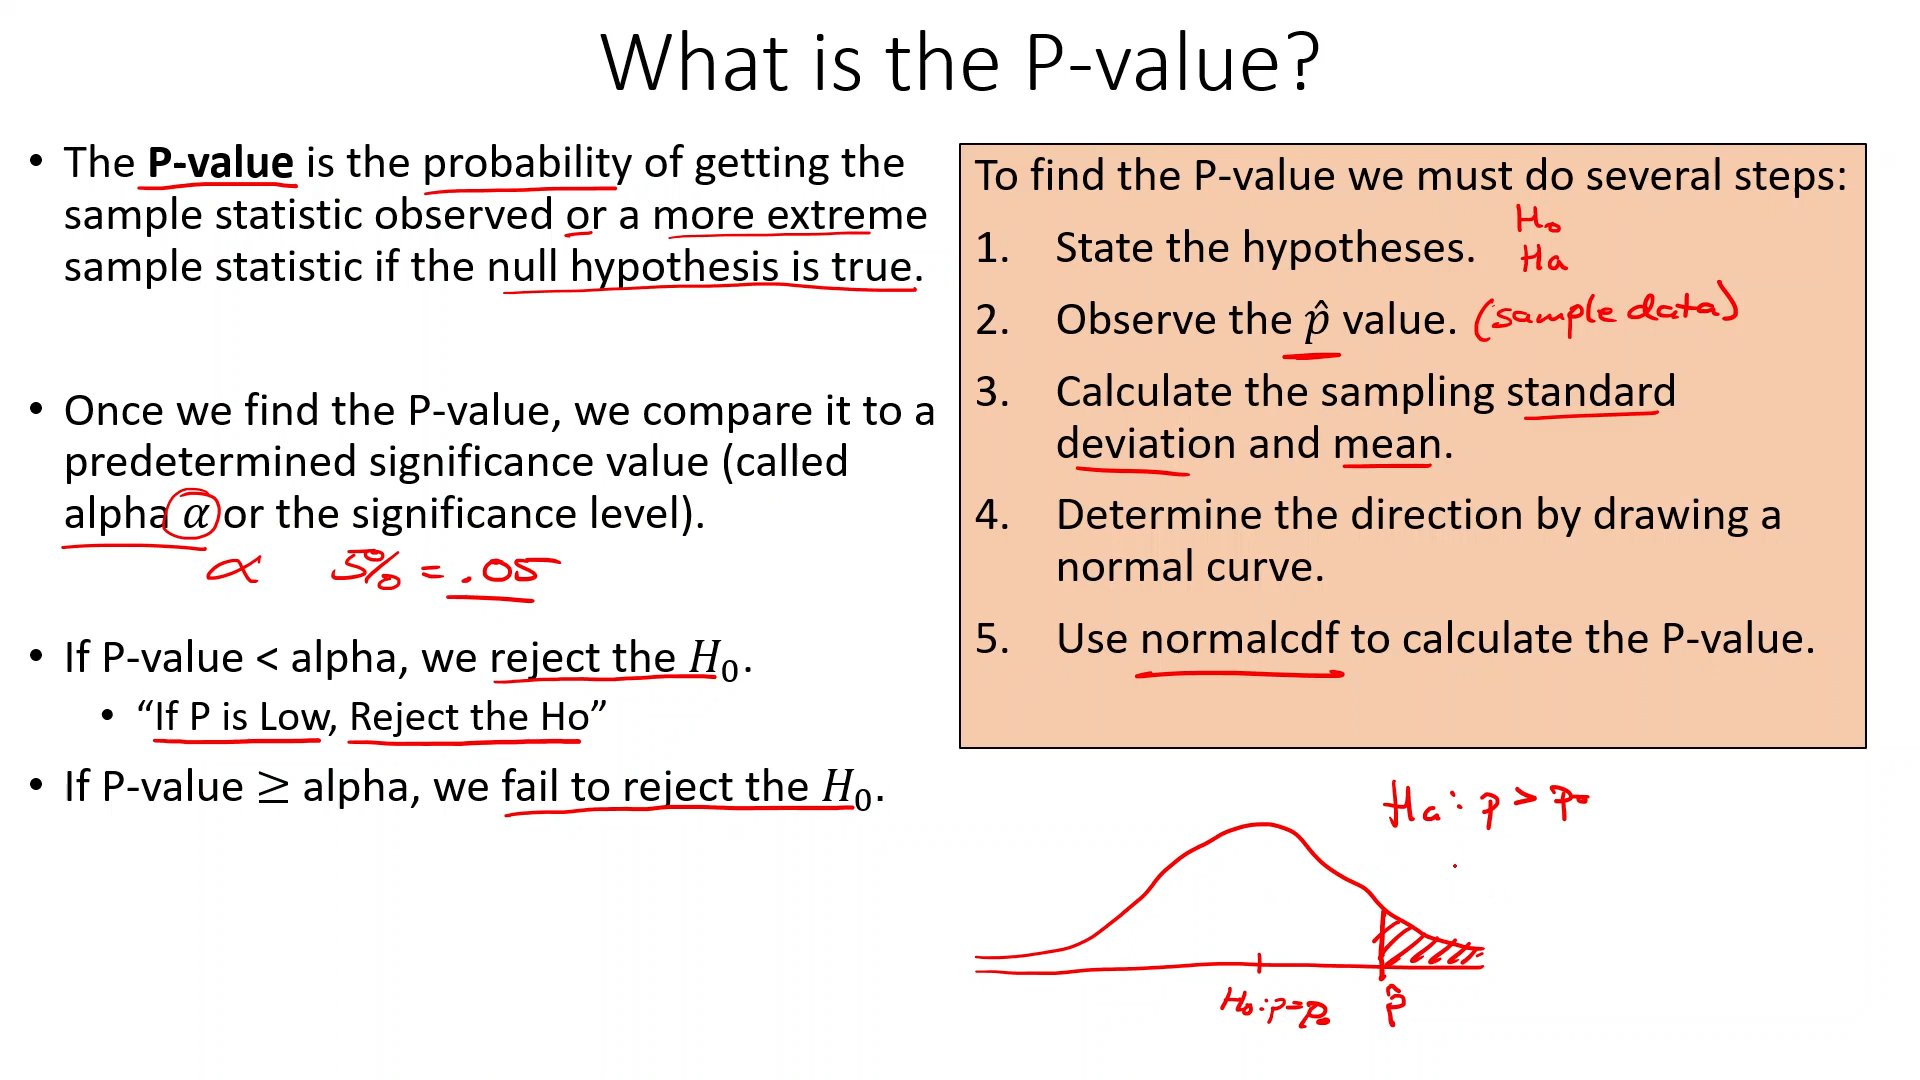 What is the P-value?
• The P-value is the probability of getting the
sample statistic observed or a more extreme
sample statistic if the null hypothesis is true.
• Once we find the P-value, we compare it to a
predetermined significance value (called
alpha α or the significance level).
α 5% = .05
• If P-value < alpha, we reject the H₀.
• “If P is Low, Reject the Ho”
• If P-value ≥ alpha, we fail to reject the H₀.
To find the P-value we must do several steps:
1. State the hypotheses.
H₀
Ha
2. Observe the p̂ value. (sample data)
3. Calculate the sampling standard
deviation and mean.
4. Determine the direction by drawing a
normal curve.
5. Use normalcdf to calculate the P-value.
Ha: p > p₀
H₀: p = p₀
p̂